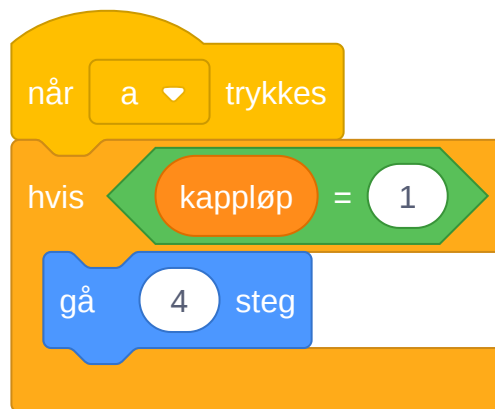 når a trykkes
hvis kappløp = 1
gå 4 steg